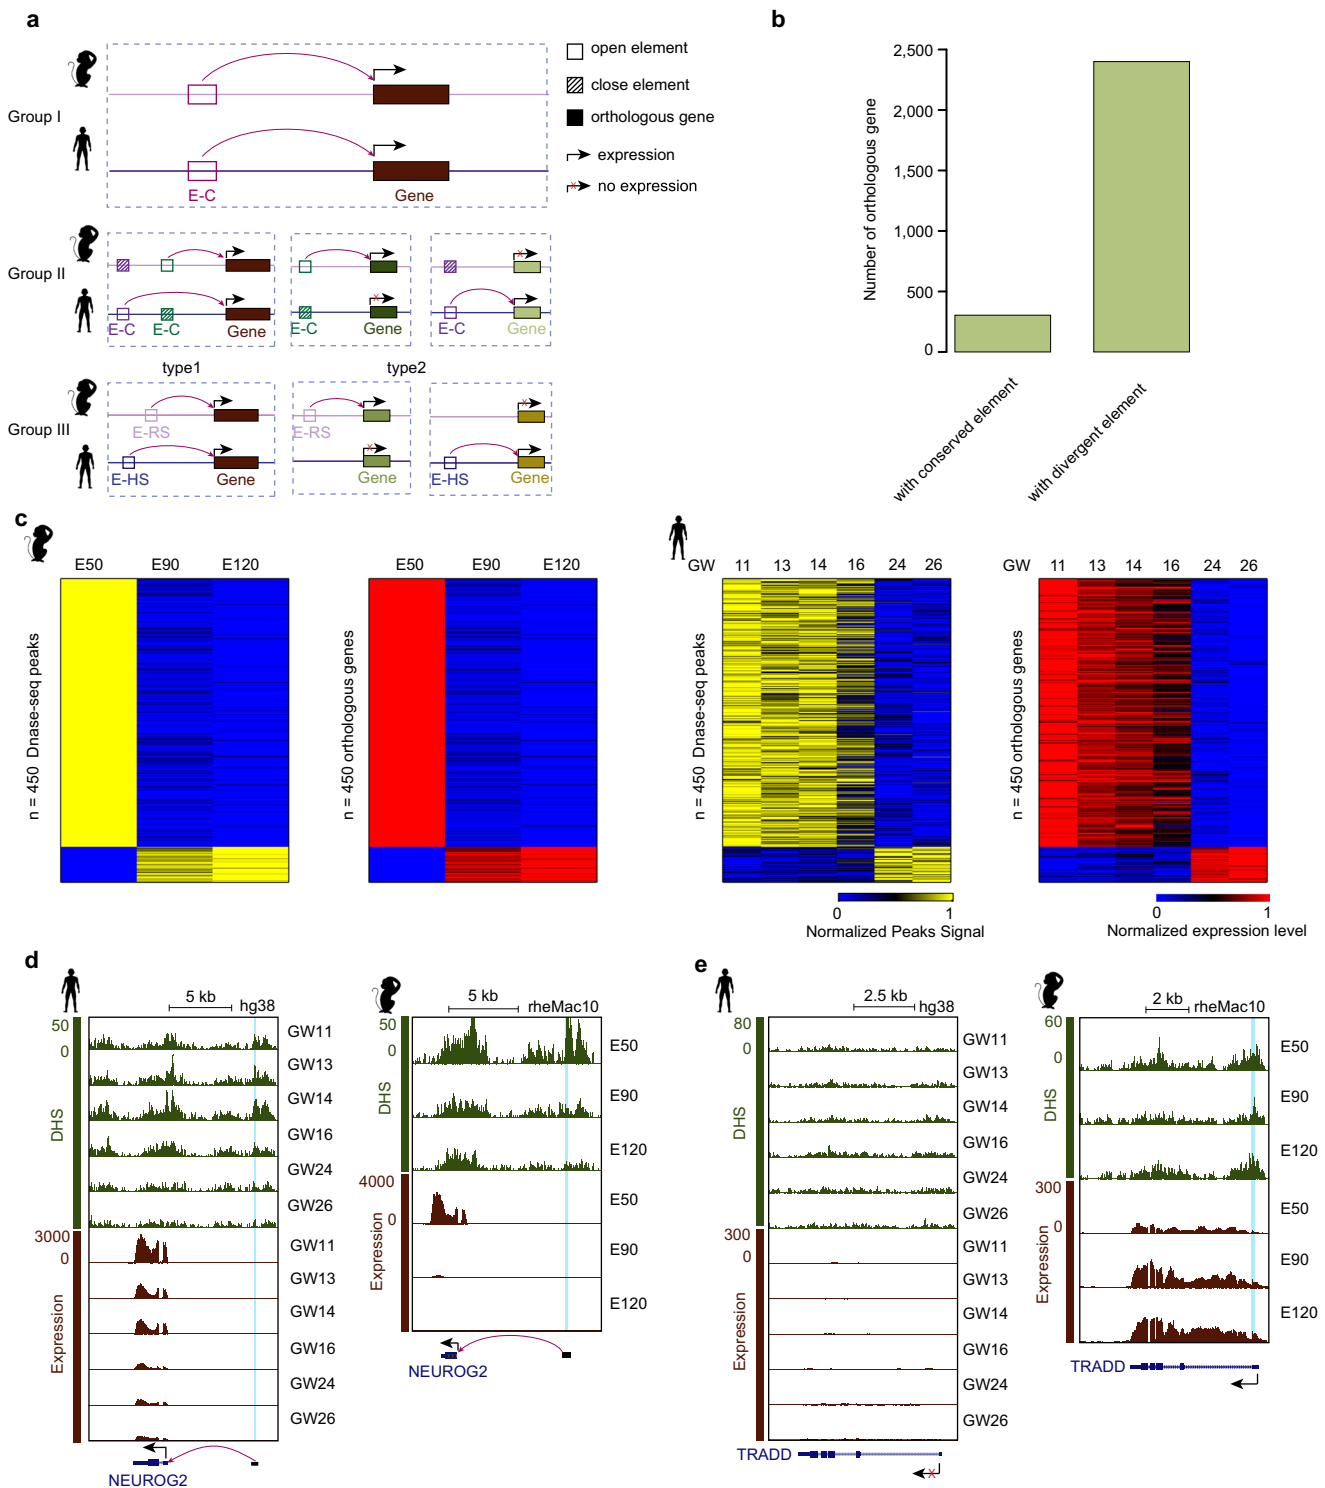 a
Group I
E-C
Gene
open element
close element
orthologous gene
expression
no expression
Group II
E-C
E-C
Gene
E-C
Gene
E-C
Gene
type1
type2
Group III
E-RS
E-HS
Gene
E-RS
Gene
E-HS
Gene
b
Number of orthologous gene
2,500
2,000
1,500
1,000
500
0
with conserved element
with divergent element
c
E50 E90 E120
n = 450 Dnase-seq peaks
E50 E90 E120
n = 450 orthologous genes
GW 11 13 14 16 24 26
n = 450 Dnase-seq peaks
0 1
Normalized Peaks Signal
GW 11 13 14 16 24 26
n = 450 orthologous genes
0 1
Normalized expression level
d
5 kb
hg38
50
0
DHS
GW11
GW13
GW14
GW16
GW24
GW26
3000
0
Expression
GW11
GW13
GW14
GW16
GW24
GW26
NEUROG2
5 kb
rheMac10
50
0
DHS
E50
E90
E120
4000
0
Expression
E50
E90
E120
NEUROG2
e
2.5 kb
hg38
80
0
DHS
GW11
GW13
GW14
GW16
GW24
GW26
300
0
Expression
GW11
GW13
GW14
GW16
GW24
GW26
TRADD
2 kb
rheMac10
60
0
DHS
E50
E90
E120
300
0
Expression
E50
E90
E120
TRADD